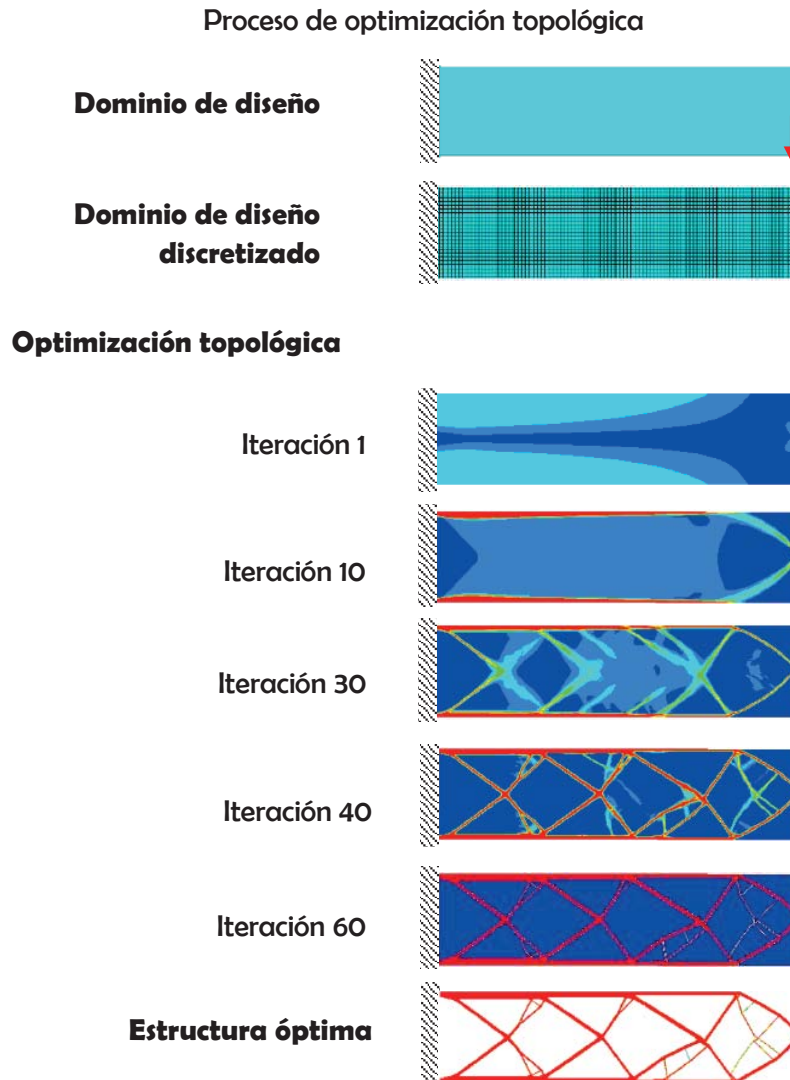 Proceso de optimización topológica
Dominio de diseño
Dominio de diseño
discretizado
Optimización topológica
Iteración 1
Iteración 10
Iteración 30
Iteración 40
Iteración 60
Estructura óptima